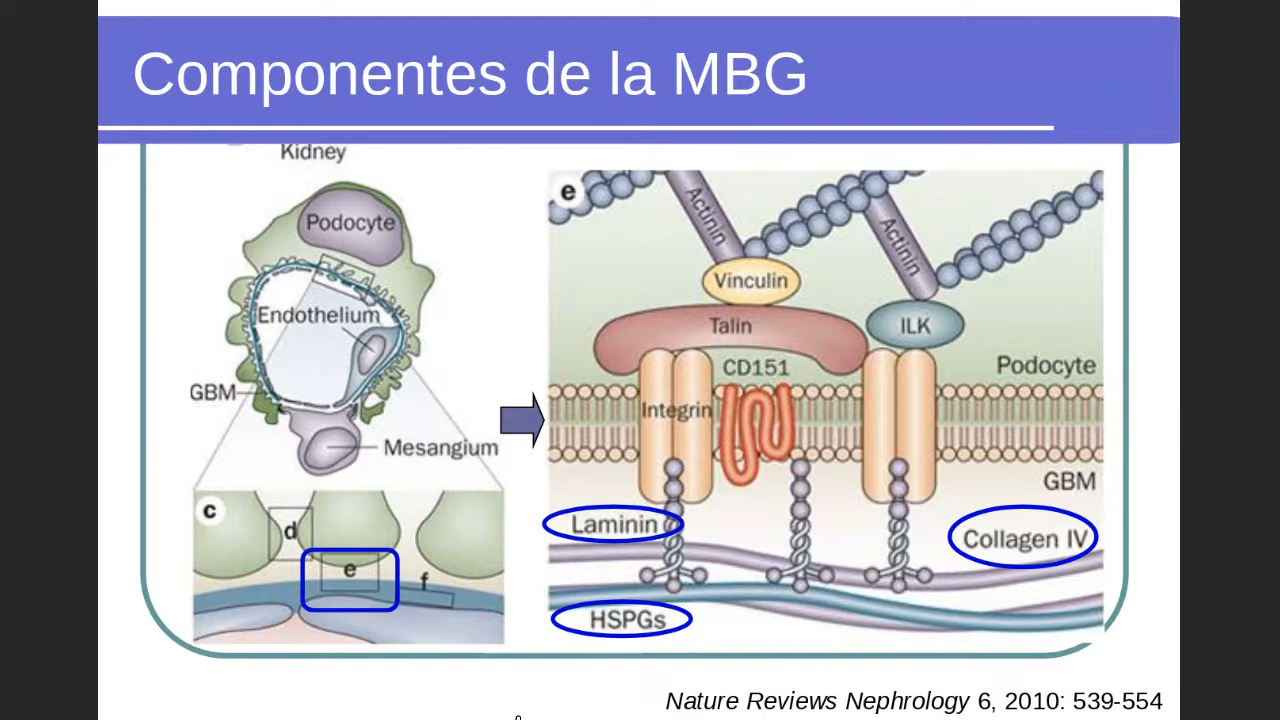 Componentes de la MBG
Kidney
Podocyte
Endothelium
GBM
Mesangium
c
d
e
f
e
Actinin
Actinin
Vinculin
Talin
ILK
CD151
Podocyte
Integrin
GBM
Laminin
Collagen IV
HSPGs
Nature Reviews Nephrology 6, 2010: 539-554